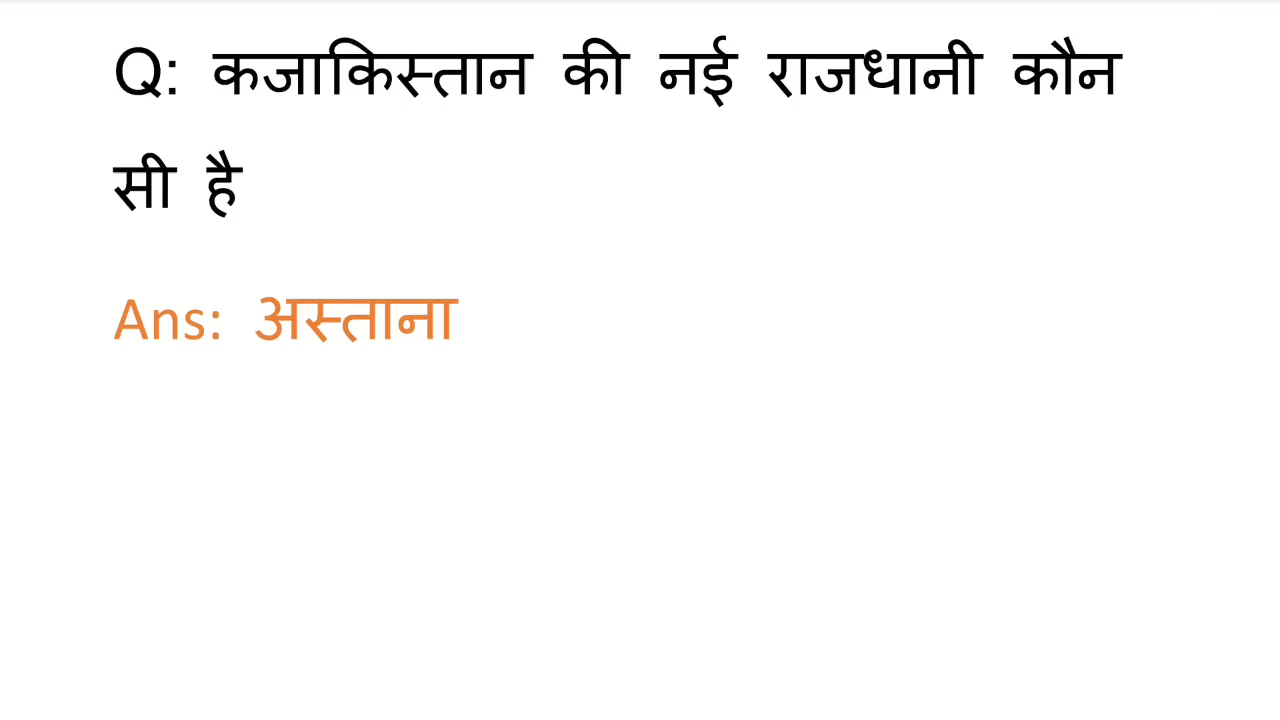 Q: कजाकिस्तान की नई राजधानी कौन
सी है
Ans: अस्ताना